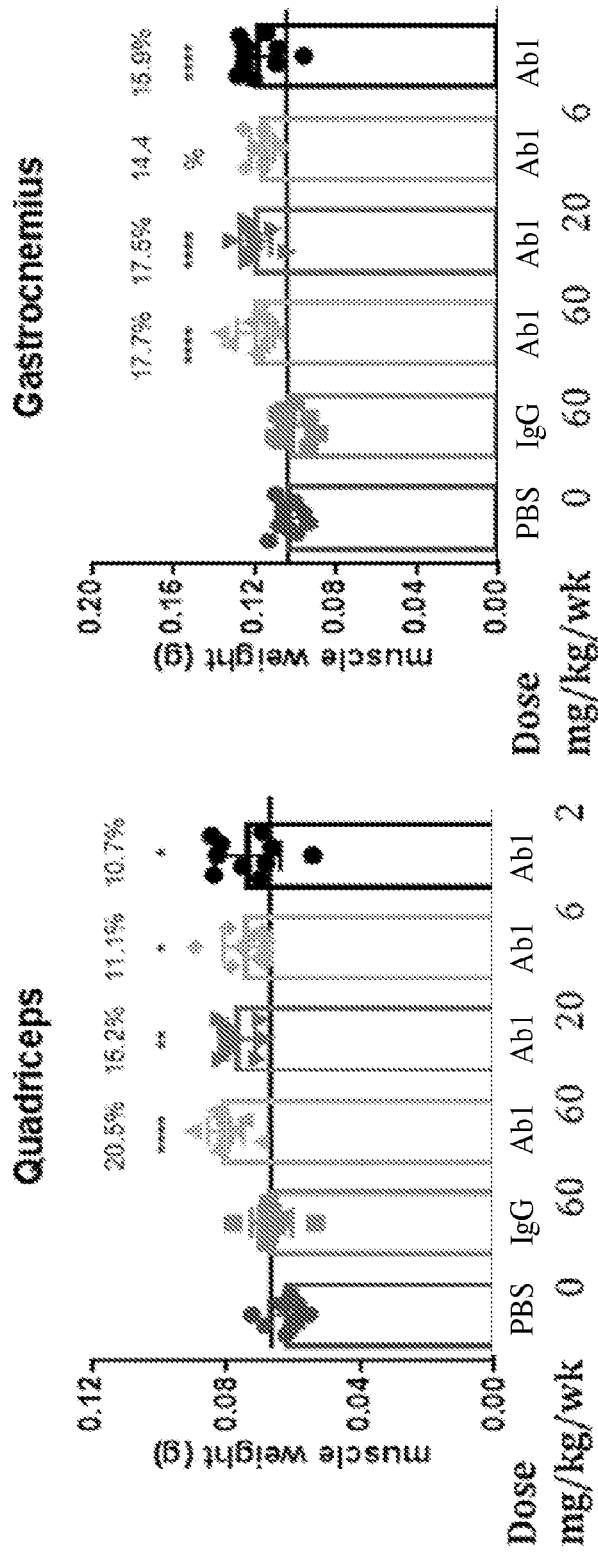 Quadriceps
20.5% 11.1% 10.7%
**** ** * *
muscle weight (g)
0.12
0.08
0.04
0.00
PBS IgG Ab1 Ab1 Ab1 Ab1
Dose
mg/kg/wk 0 60 60 20 6 2
Gastrocnemius
17.7% 17.5% 14.4 15.9%
**** **** % ****
muscle weight (g)
0.20
0.16
0.12
0.08
0.04
0.00
PBS IgG Ab1 Ab1 Ab1 Ab1
Dose
mg/kg/wk 0 60 60 20 6